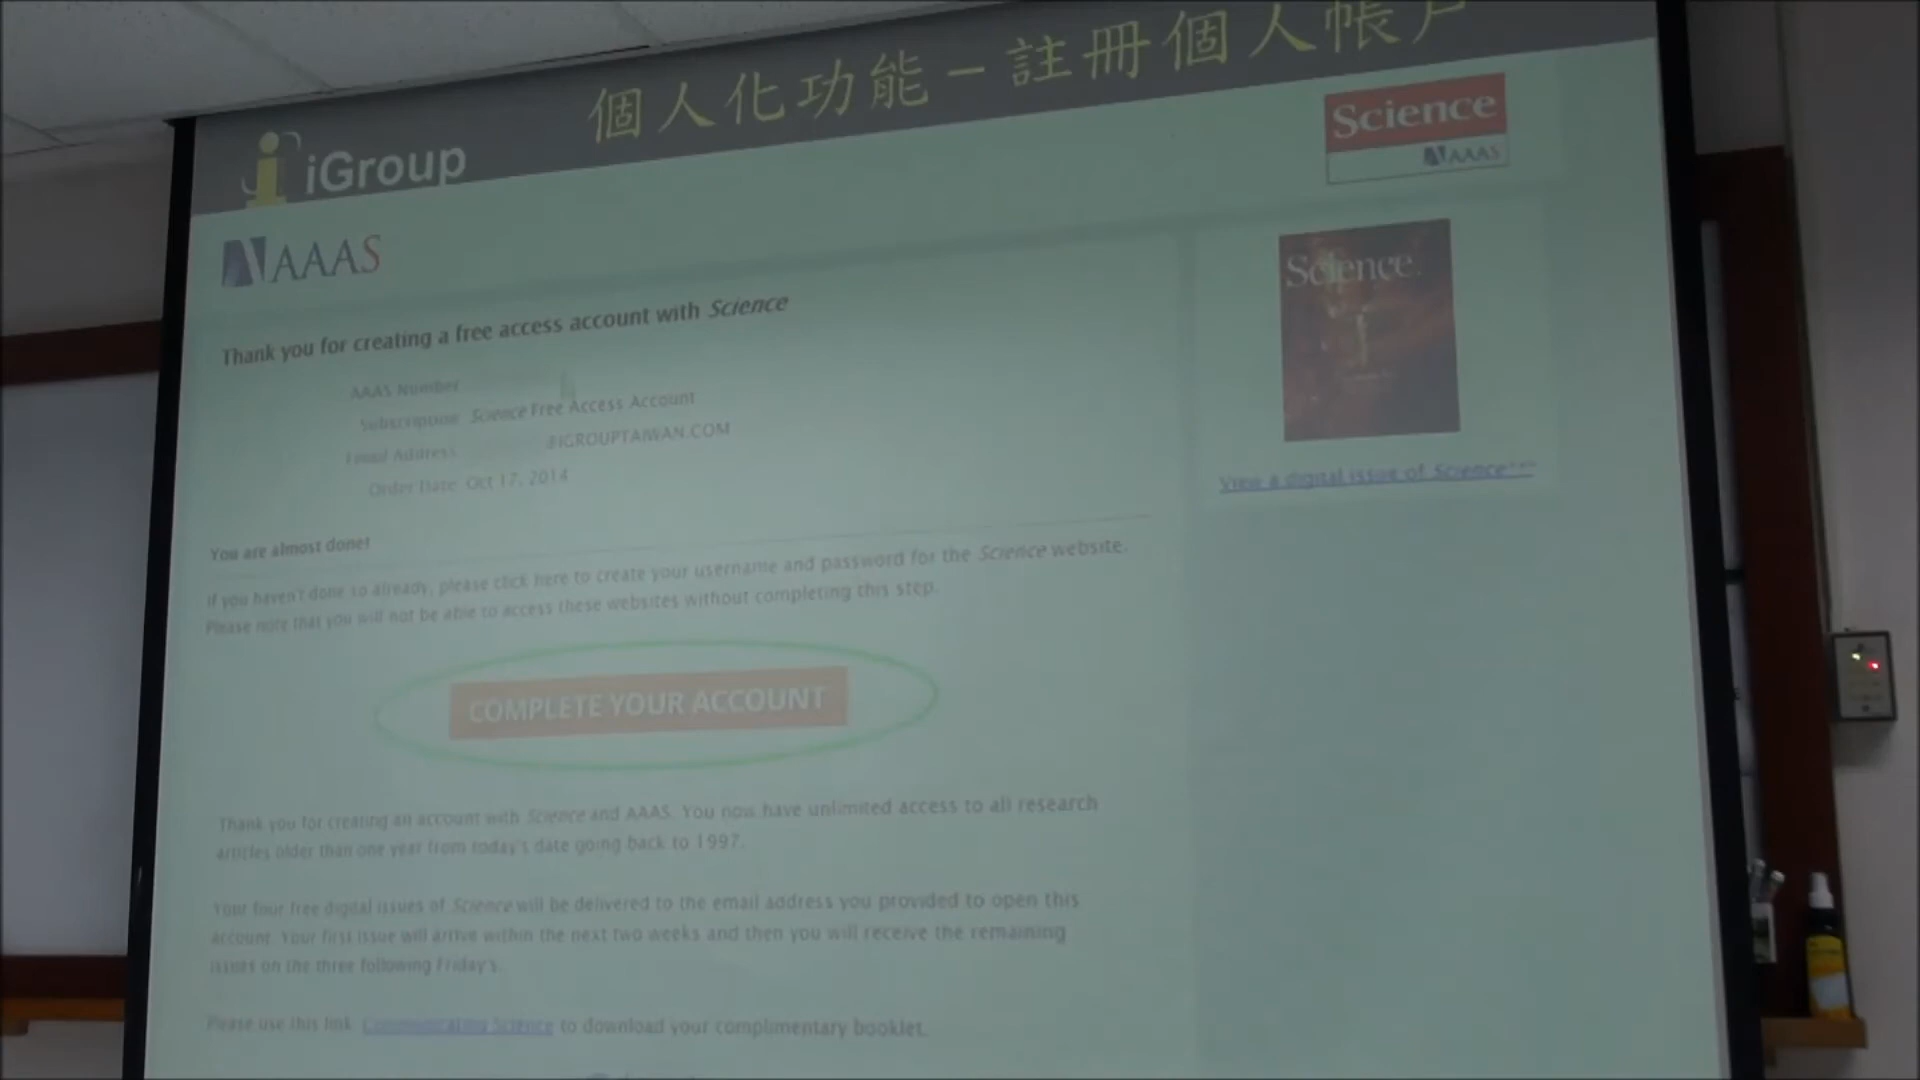 個人化功能－註冊個人帳戶
iGroup
Science
AAAS
AAAS
Science
Thank you for creating a free access account with Science
AAAS Number
Subscription Science Free Access Account
Email Address @IGROUPTAIWAN.COM
Order Date Oct 17, 2014
View a digital issue of Science
You are almost done!
If you haven't done so already, please click here to create your username and password for the Science website.
Please note that you will not be able to access these websites without completing this step.
COMPLETE YOUR ACCOUNT
Thank you for creating an account with Science and AAAS. You now have unlimited access to all research
articles older than one year from today's date going back to 1997.
Your four free digital issues of Science will be delivered to the email address you provided to open this
account. Your first issue will arrive within the next two weeks and then you will receive the remaining
issues on the three following Friday's.
Please use this link Communicating Science to download your complimentary booklet.